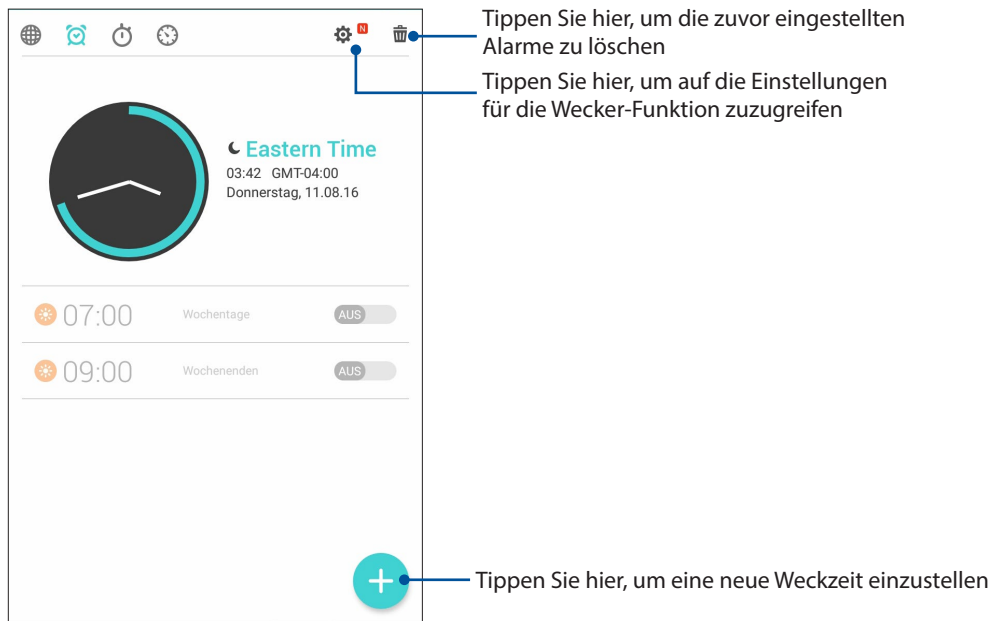 Tippen Sie hier, um die zuvor eingestellten
Alarme zu löschen
N
Tippen Sie hier, um auf die Einstellungen
für die Wecker-Funktion zuzugreifen
Eastern Time
03:42 GMT-04:00
Donnerstag, 11.08.16
07:00 Wochentage AUS
09:00 Wochenenden AUS
Tippen Sie hier, um eine neue Weckzeit einzustellen